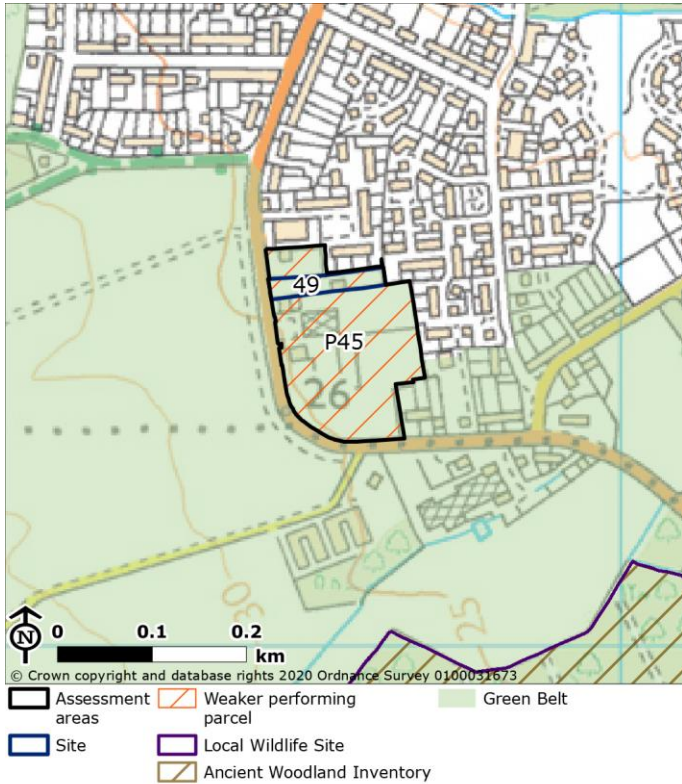 49
P45
26
30
25
N
0 0.1 0.2
km
© Crown copyright and database rights 2020 Ordnance Survey 0100031673
Assessment areas
Weaker performing parcel
Green Belt
Site
Local Wildlife Site
Ancient Woodland Inventory